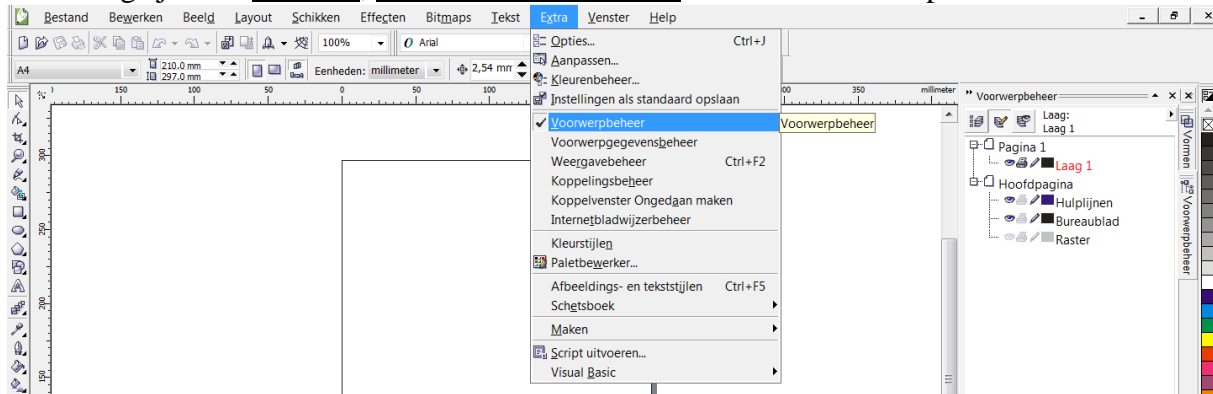 Bestand Bewerken Beeld Layout Schikken Effecten Bitmaps Tekst Extra Venster Help
100% O Arial
A4 210.0 mm 297.0 mm Eenheden: millimeter 2,54 mm
150 100 50 0 50 100 350 millimeter
300
250
200
150
Opties... Ctrl+J
Aanpassen...
Kleurenbeheer...
Instellingen als standaard opslaan
Voorwerpbeheer
Voorwerpgegevensbeheer
Weergavebeheer Ctrl+F2
Koppelingsbeheer
Koppelvenster Ongedaan maken
Internetbladwijzerbeheer
Kleurstijlen
Paletbewerker...
Afbeeldings- en tekststijlen Ctrl+F5
Schetsboek
Maken
Script uitvoeren...
Visual Basic
Voorwerpbeheer
Voorwerpbeheer
Laag:
Laag 1
Pagina 1
Laag 1
Hoofdpagina
Hulplijnen
Bureaublad
Raster
Vormen
Voorwerpbeheer